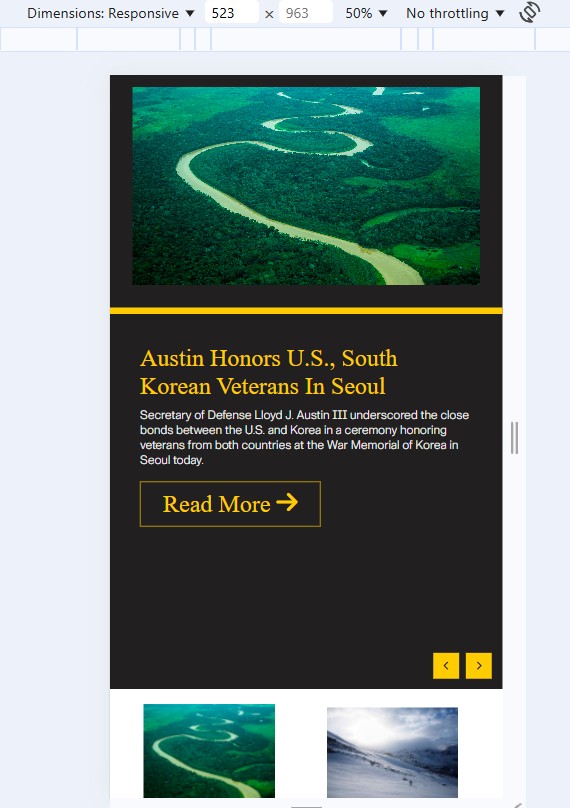 Dimensions: Responsive ▼ 523 × 963 50% ▼ No throttling ▼
Austin Honors U.S., South
Korean Veterans In Seoul
Secretary of Defense Lloyd J. Austin III underscored the close
bonds between the U.S. and Korea in a ceremony honoring
veterans from both countries at the War Memorial of Korea in
Seoul today.
Read More →